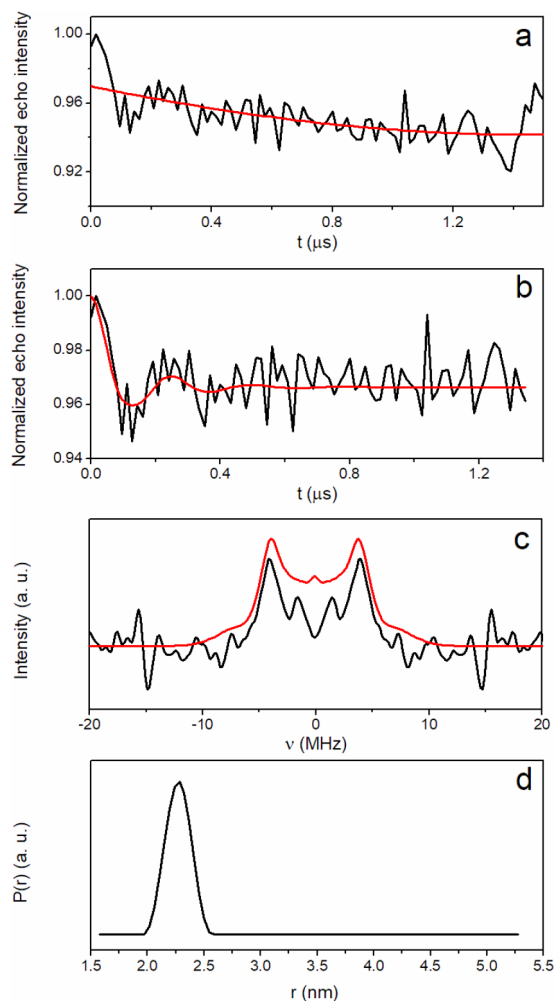 a
Normalized echo intensity
1.00
0.96
0.92
0.0 0.4 0.8 1.2
t (μs)
b
Normalized echo intensity
1.00
0.98
0.96
0.94
0.0 0.4 0.8 1.2
t (μs)
c
Intensity (a. u.)
-20 -10 0 10 20
ν (MHz)
d
P(r) (a. u.)
1.5 2.0 2.5 3.0 3.5 4.0 4.5 5.0 5.5
r (nm)